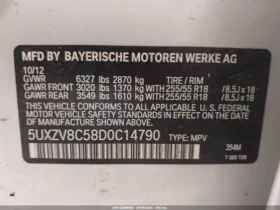 MFD BY BAYERISCHE MOTOREN WERKE AG
10/12
GVWR 6327 lbs 2870 kg TIRE / RIM
GAWR FRONT 3020 lbs 1370 kg 255/55 R18 / 8.5J x 18
GAWR REAR 3549 lbs 1610 kg 255/55 R18 / 8.5J x 18
THIS VEHICLE CONFORMS TO ALL APPLICABLE U.S. FEDERAL
MOTOR VEHICLE SAFETY
STANDARDS IN EFFECT ON THE DATE OF
MANUFACTURE SHOWN ABOVE.
5UXZV8C58D0C14790 TYPE: MPV
354M